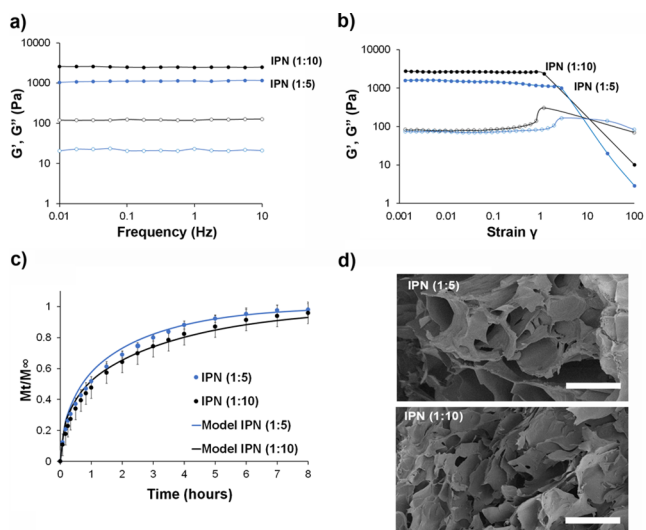 a)
10000
1000
100
10
1
G', G" (Pa)
0.01
0.1
1
10
Frequency (Hz)
IPN (1:10)
IPN (1:5)
b)
10000
1000
100
10
1
G', G" (Pa)
0.001
0.01
0.1
1
10
100
Strain γ
IPN (1:10)
IPN (1:5)
c)
1
0.8
0.6
0.4
0.2
0
Mt/M∞
0
1
2
3
4
5
6
7
8
Time (hours)
IPN (1:5)
IPN (1:10)
Model IPN (1:5)
Model IPN (1:10)
d)
IPN (1:5)
IPN (1:10)